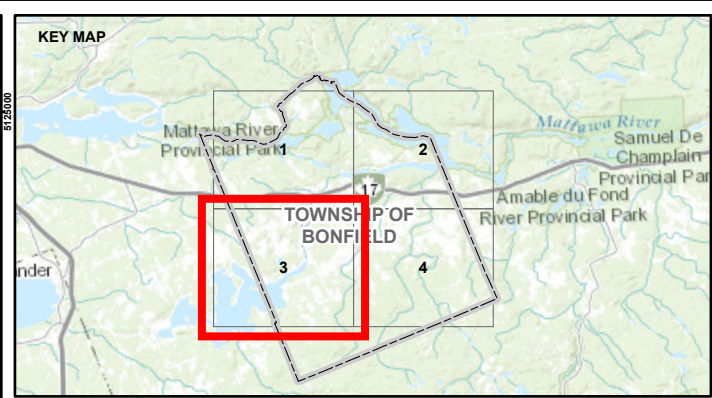 KEY MAP
5125000
Mattawa River
Provincial Park
1
2
Mattawa River
Samuel De
Champlain
Provincial Par
17
Amable du Fond
River Provincial Park
TOWNSHIP OF
BONFIELD
3
4
nder